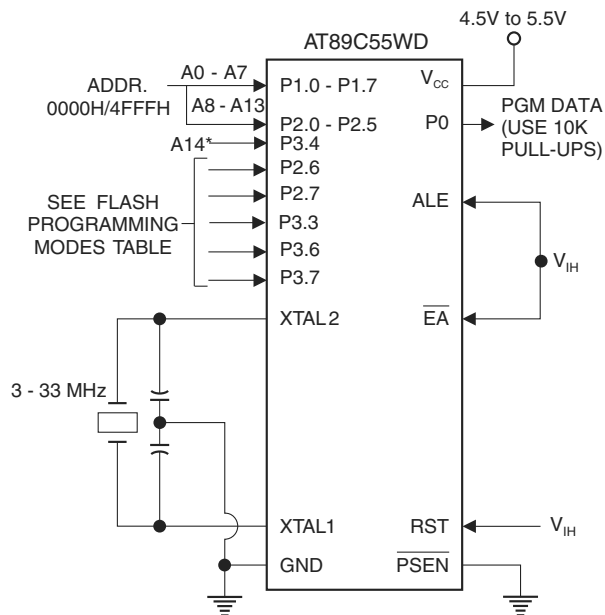 4.5V to 5.5V
AT89C55WD
ADDR.
0000H/4FFFH
A0 - A7
P1.0 - P1.7
VCC
A8 - A13
P2.0 - P2.5
P0
PGM DATA
(USE 10K
PULL-UPS)
A14*
P3.4
P2.6
SEE FLASH
PROGRAMMING
MODES TABLE
P2.7
ALE
P3.3
P3.6
VIH
P3.7
XTAL2
EA
3 - 33 MHz
XTAL1
RST
VIH
GND
PSEN